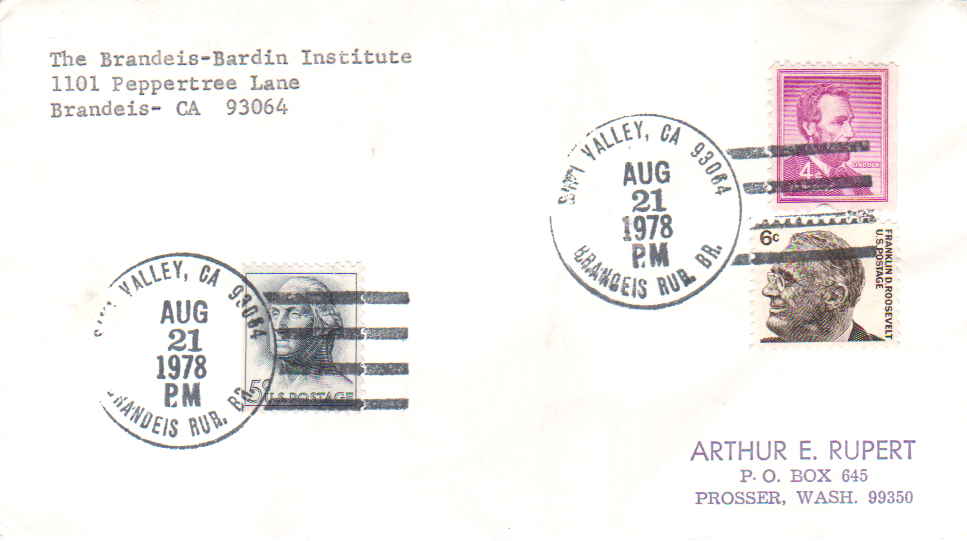 The Brandeis-Bardin Institute
1101 Peppertree Lane
Brandeis- CA 93064
VALLEY, CA 93064
AUG
21
1978
P.M
BRANDEIS RUR. BR.
4¢
LINCOLN
6c
FRANKLIN D. ROOSEVELT
U.S. POSTAGE
VALLEY, CA 93064
AUG
21
1978
P.M
BRANDEIS RUR. BR.
5c
U.S. POSTAGE
ARTHUR E. RUPERT
P. O. BOX 645
PROSSER, WASH. 99350